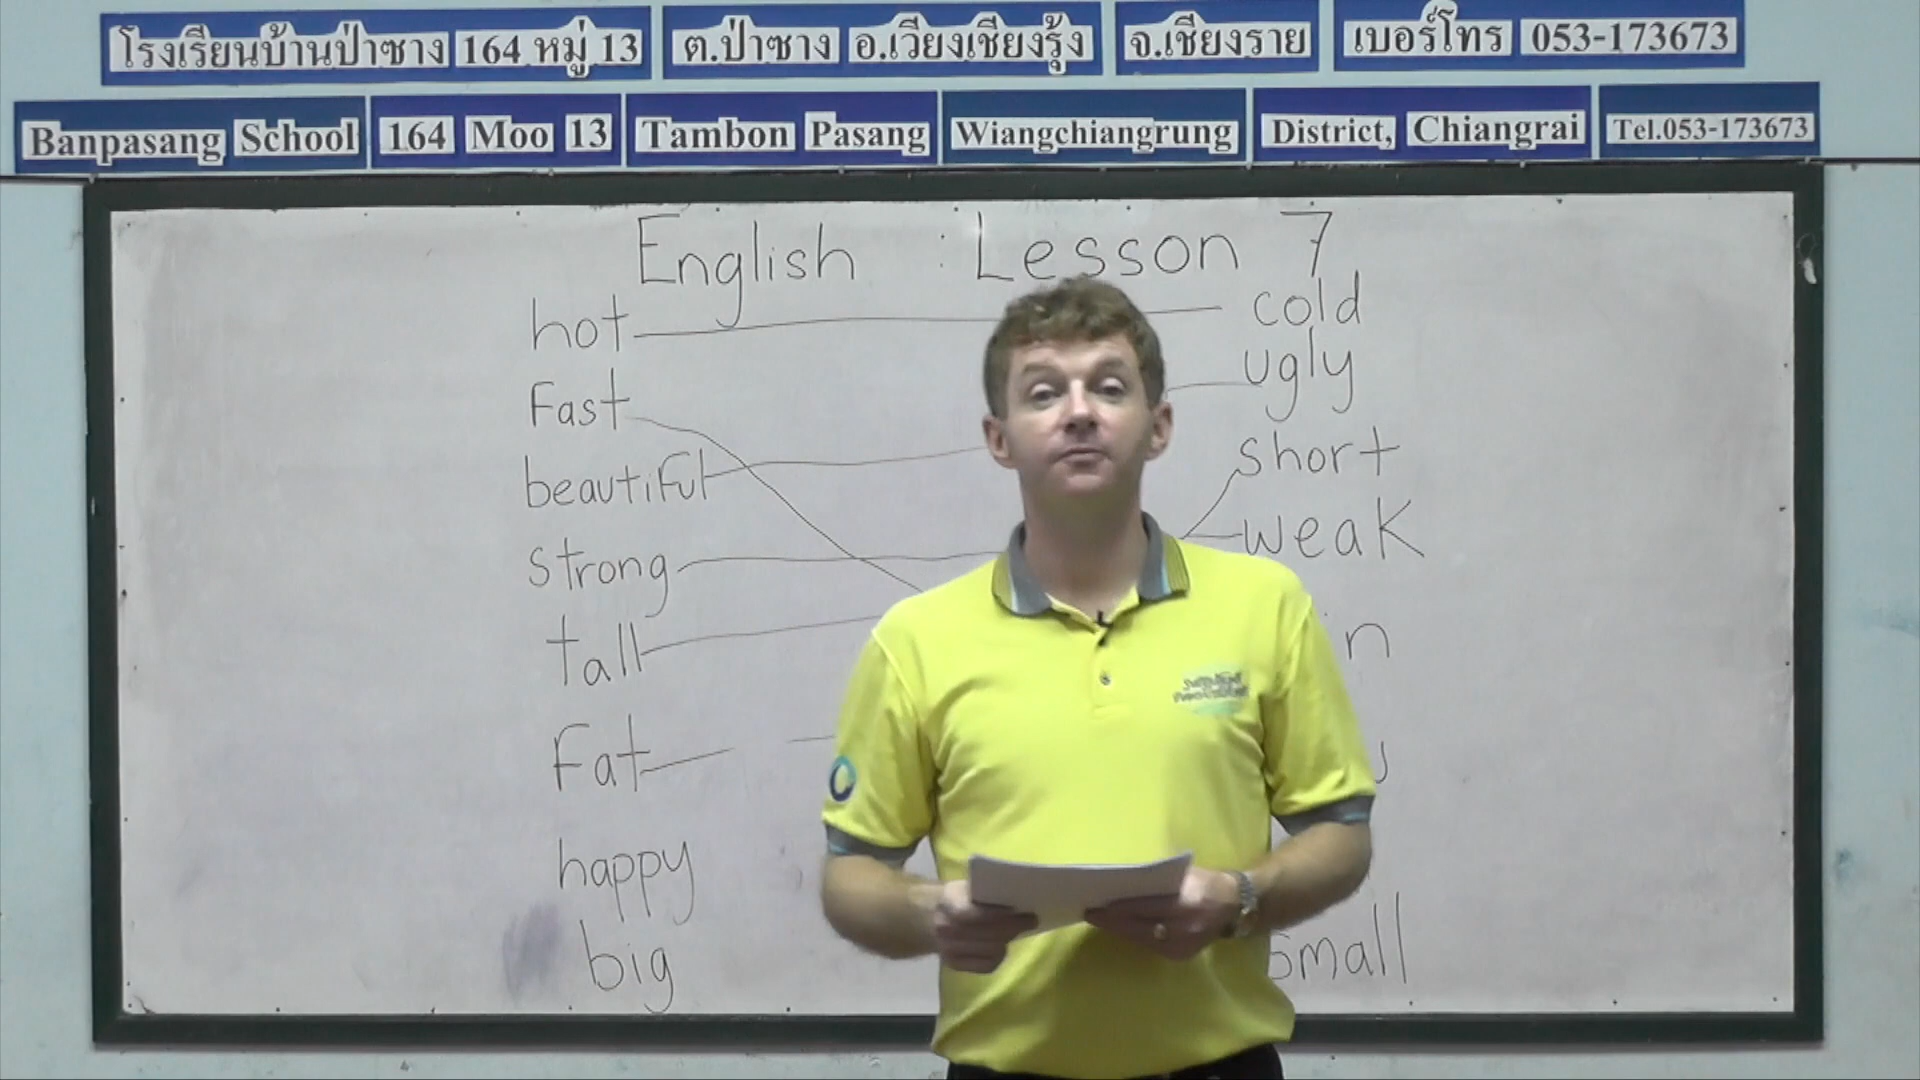 โรงเรียนบ้านป่าซาง 164 หมู่ 13 ต.ป่าซาง อ.เวียงเชียงรุ้ง จ.เชียงราย เบอร์โทร 053-173673
Banpasang School 164 Moo 13 Tambon Pasang Wiangchiangrung District, Chiangrai Tel.053-173673
English : Lesson 7
hot cold
Fast ugly
beautiful short
strong weak
tall
Fat
happy
big small